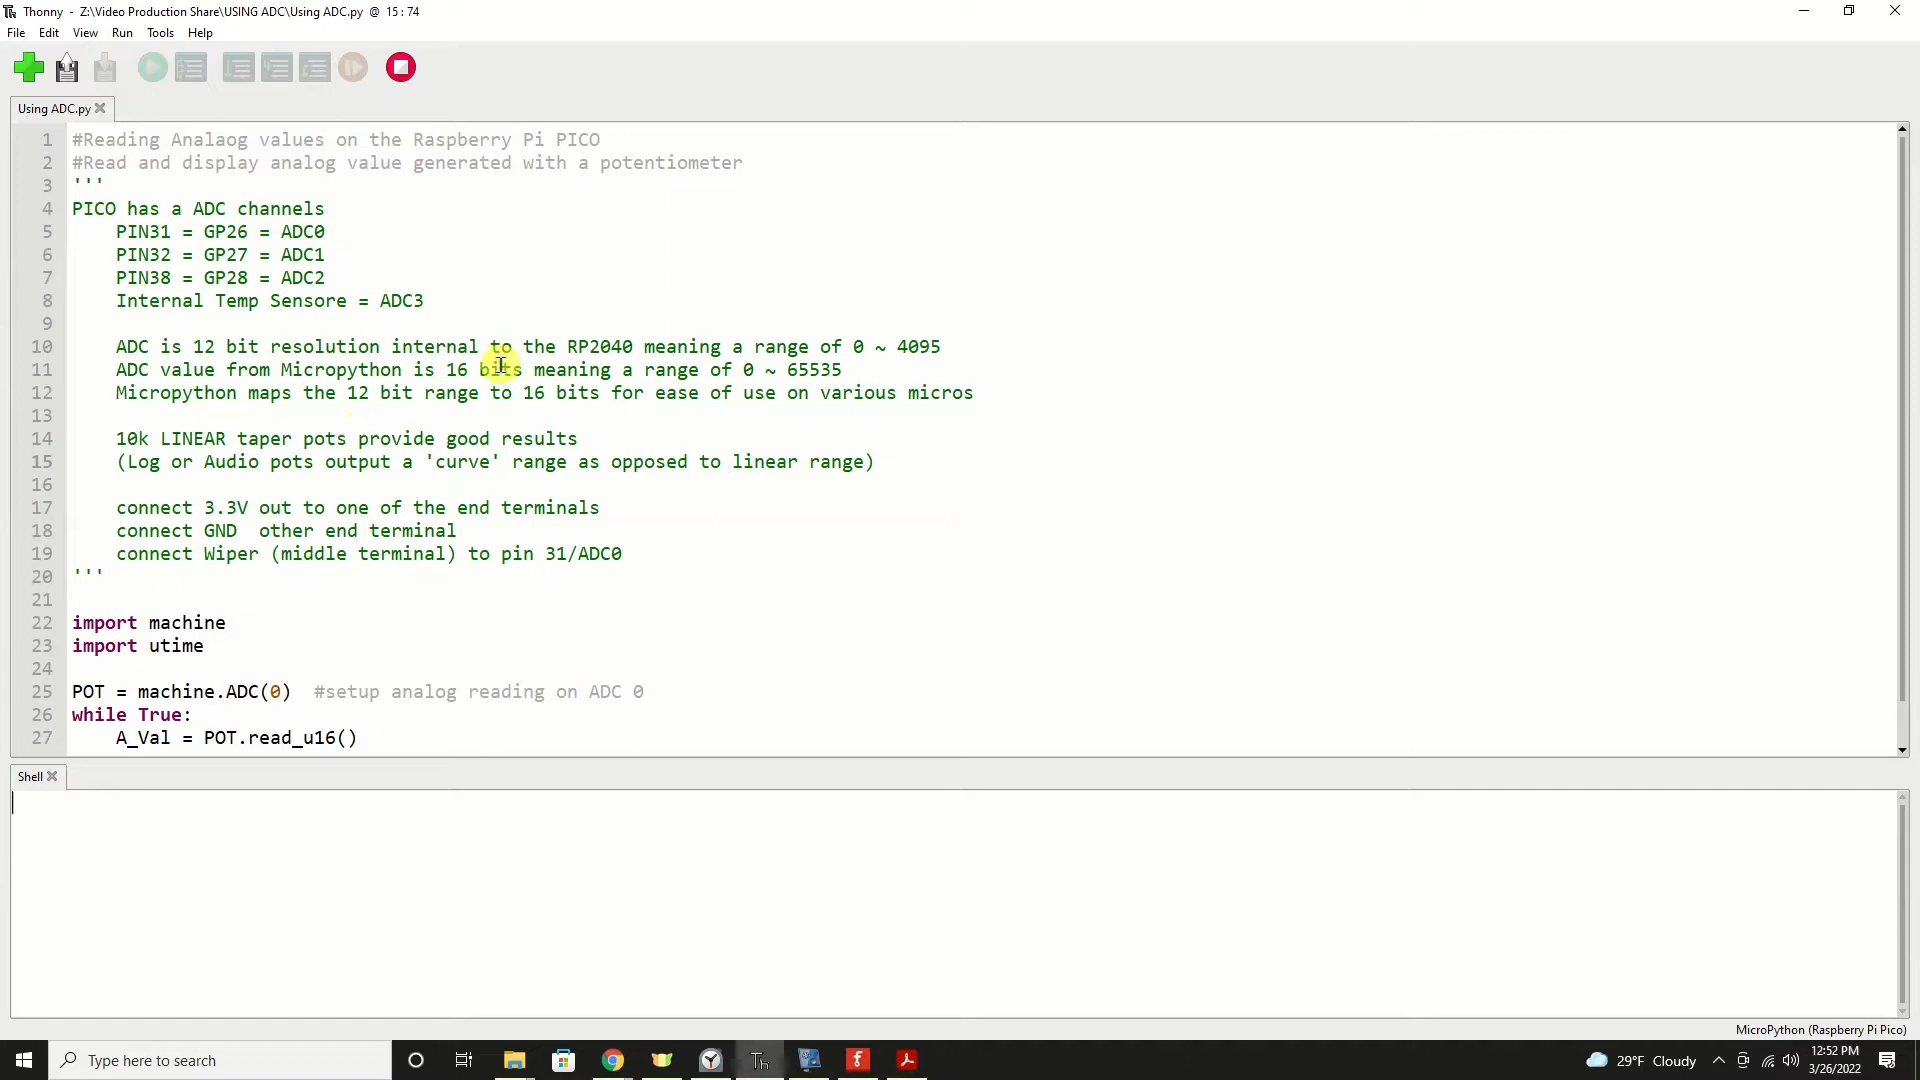 Thonny - Z:\Video Production Share\USING ADC\Using ADC.py @ 15 : 74
File Edit View Run Tools Help
Using ADC.py
1 #Reading Analaog values on the Raspberry Pi PICO
2 #Read and display analog value generated with a potentiometer
3 '''
4 PICO has a ADC channels
5 PIN31 = GP26 = ADC0
6 PIN32 = GP27 = ADC1
7 PIN38 = GP28 = ADC2
8 Internal Temp Sensore = ADC3
9
10 ADC is 12 bit resolution internal to the RP2040 meaning a range of 0 ~ 4095
11 ADC value from Micropython is 16 bits meaning a range of 0 ~ 65535
12 Micropython maps the 12 bit range to 16 bits for ease of use on various micros
13
14 10k LINEAR taper pots provide good results
15 (Log or Audio pots output a 'curve' range as opposed to linear range)
16
17 connect 3.3V out to one of the end terminals
18 connect GND  other end terminal
19 connect Wiper (middle terminal) to pin 31/ADC0
20 '''
21
22 import machine
23 import utime
24
25 POT = machine.ADC(0)  #setup analog reading on ADC 0
26 while True:
27 A_Val = POT.read_u16()
Shell
MicroPython (Raspberry Pi Pico)
Type here to search
29°F Cloudy
12:52 PM
3/26/2022